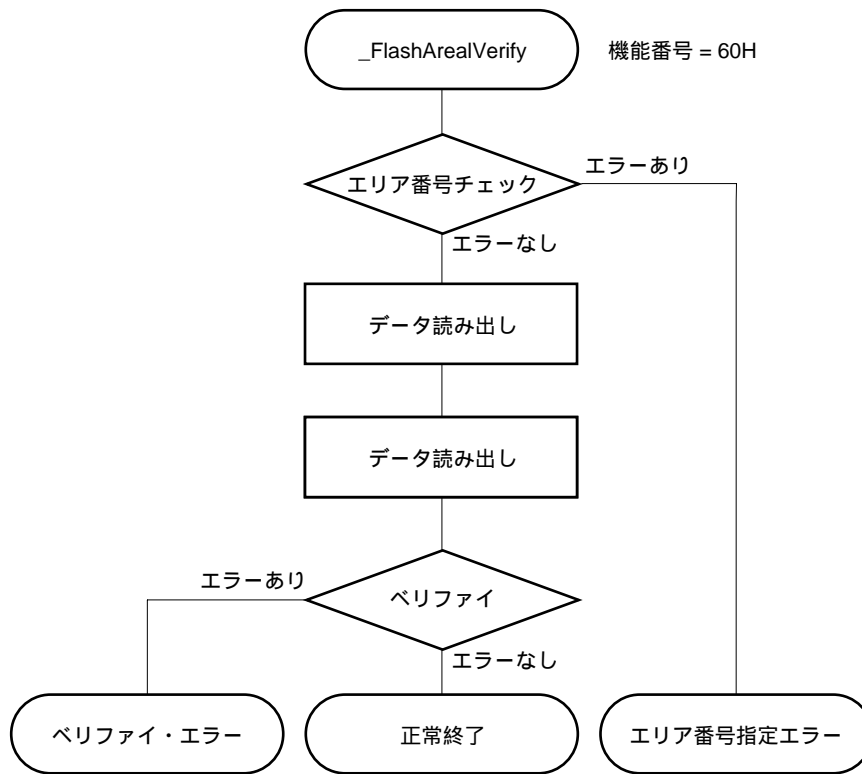 _FlashArealVerify
機能番号 = 60H
エリア番号チェック
エラーあり
エラーなし
データ読み出し
データ読み出し
エラーあり
ベリファイ
エラーなし
ベリファイ・エラー
正常終了
エリア番号指定エラー